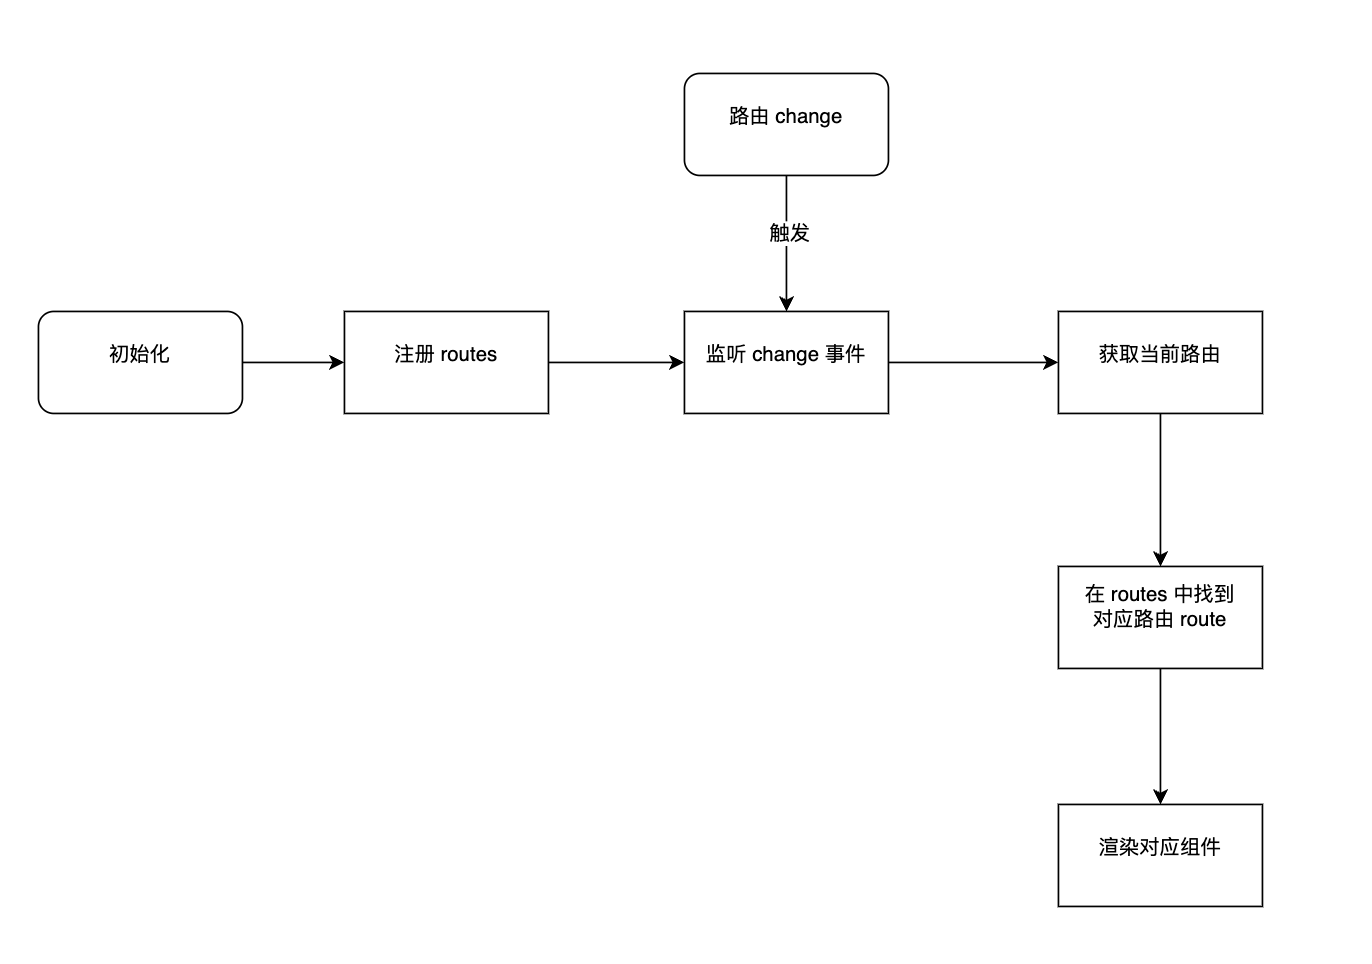 路由 change
触发
初始化
注册 routes
监听 change 事件
获取当前路由
在 routes 中找到
对应路由 route
渲染对应组件